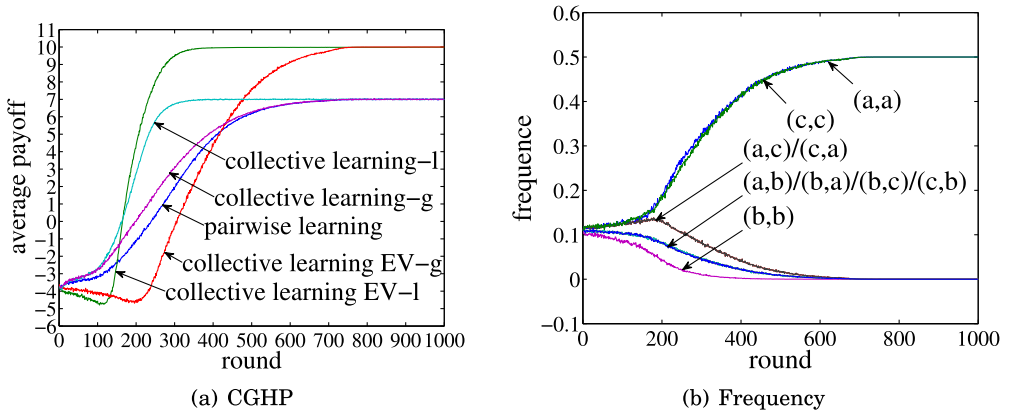 11
10
9
8
7
6
5
4
3
2
1
0
−1
−2
−3
−4
−5
−6
average payoff
collective learning−l
collective learning−g
pairwise learning
collective learning EV−g
collective learning EV−l
0 100 200 300 400 500 600 700 800 900 1000
round
(a) CGHP
0.6
0.5
0.4
0.3
0.2
0.1
0
−0.1
frequence
(a,a)
(c,c)
(a,c)/(c,a)
(a,b)/(b,a)/(b,c)/(c,b)
(b,b)
0 200 400 600 800 1000
round
(b) Frequency